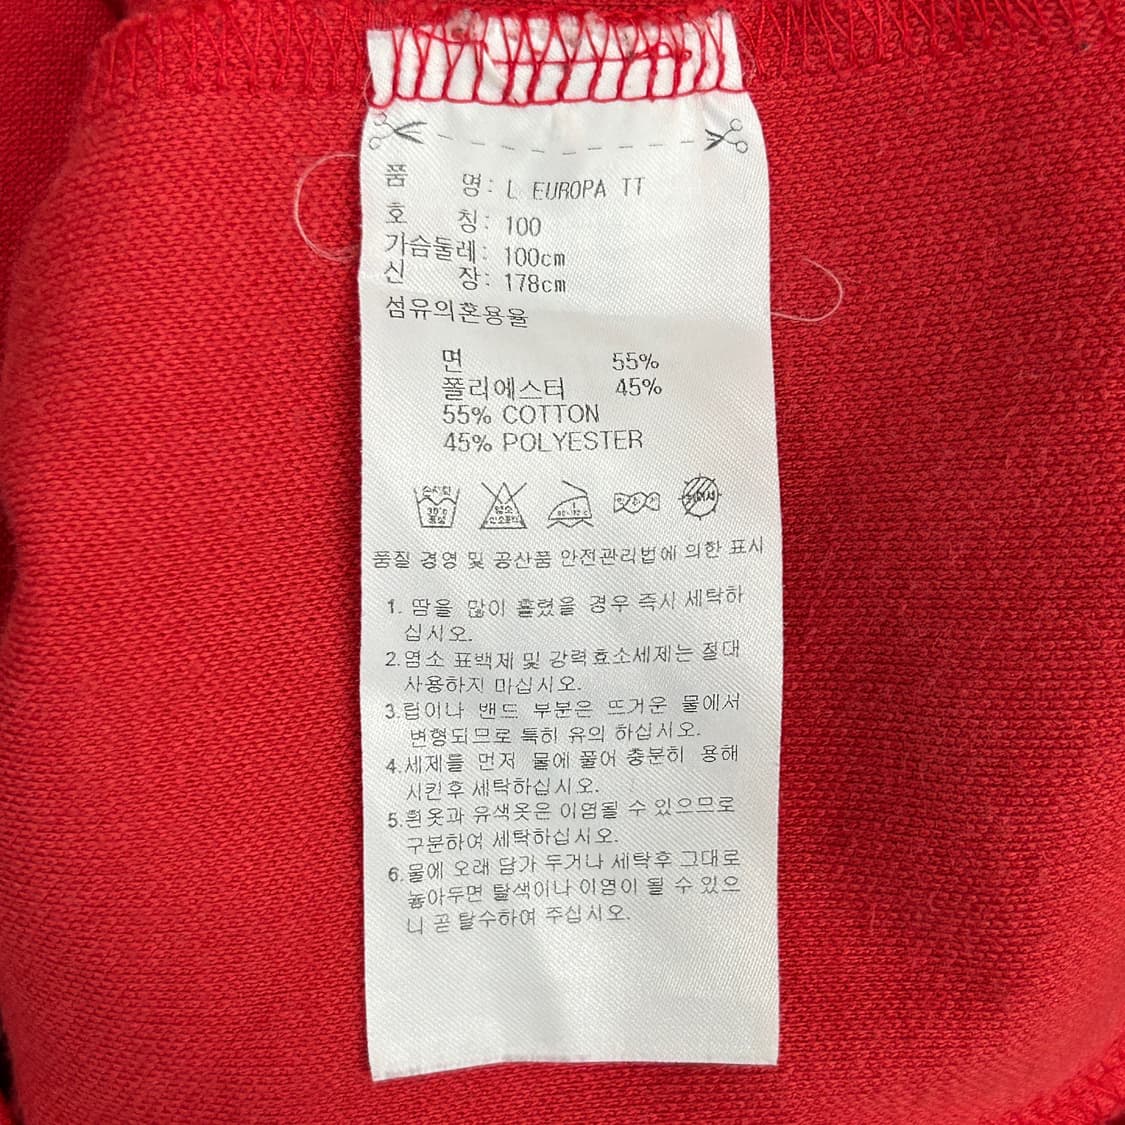 품 명: L EUROPA TT
호 칭: 100
가슴둘레: 100cm
신 장: 178cm
섬유의혼용율
면 55%
폴리에스터 45%
55% COTTON
45% POLYESTER
품질 경영 및 공산품 안전관리법에 의한 표시
1. 땀을 많이 흘렸을 경우 즉시 세탁하
십시오.
2.염소 표백제 및 강력효소세제는 절대
사용하지 마십시오.
3.립이나 밴드 부분은 뜨거운 물에서
변형되므로 특히 유의 하십시오.
4.세제를 먼저 물에 풀어 충분히 용해
시킨후 세탁하십시오.
5.흰옷과 유색옷은 이염될 수 있으므로
구분하여 세탁하십시오.
6.물에 오래 담가 두거나 세탁후 그대로
놓아두면 탈색이나 이염이 될 수 있으
니 곧 탈수하여 주십시오.